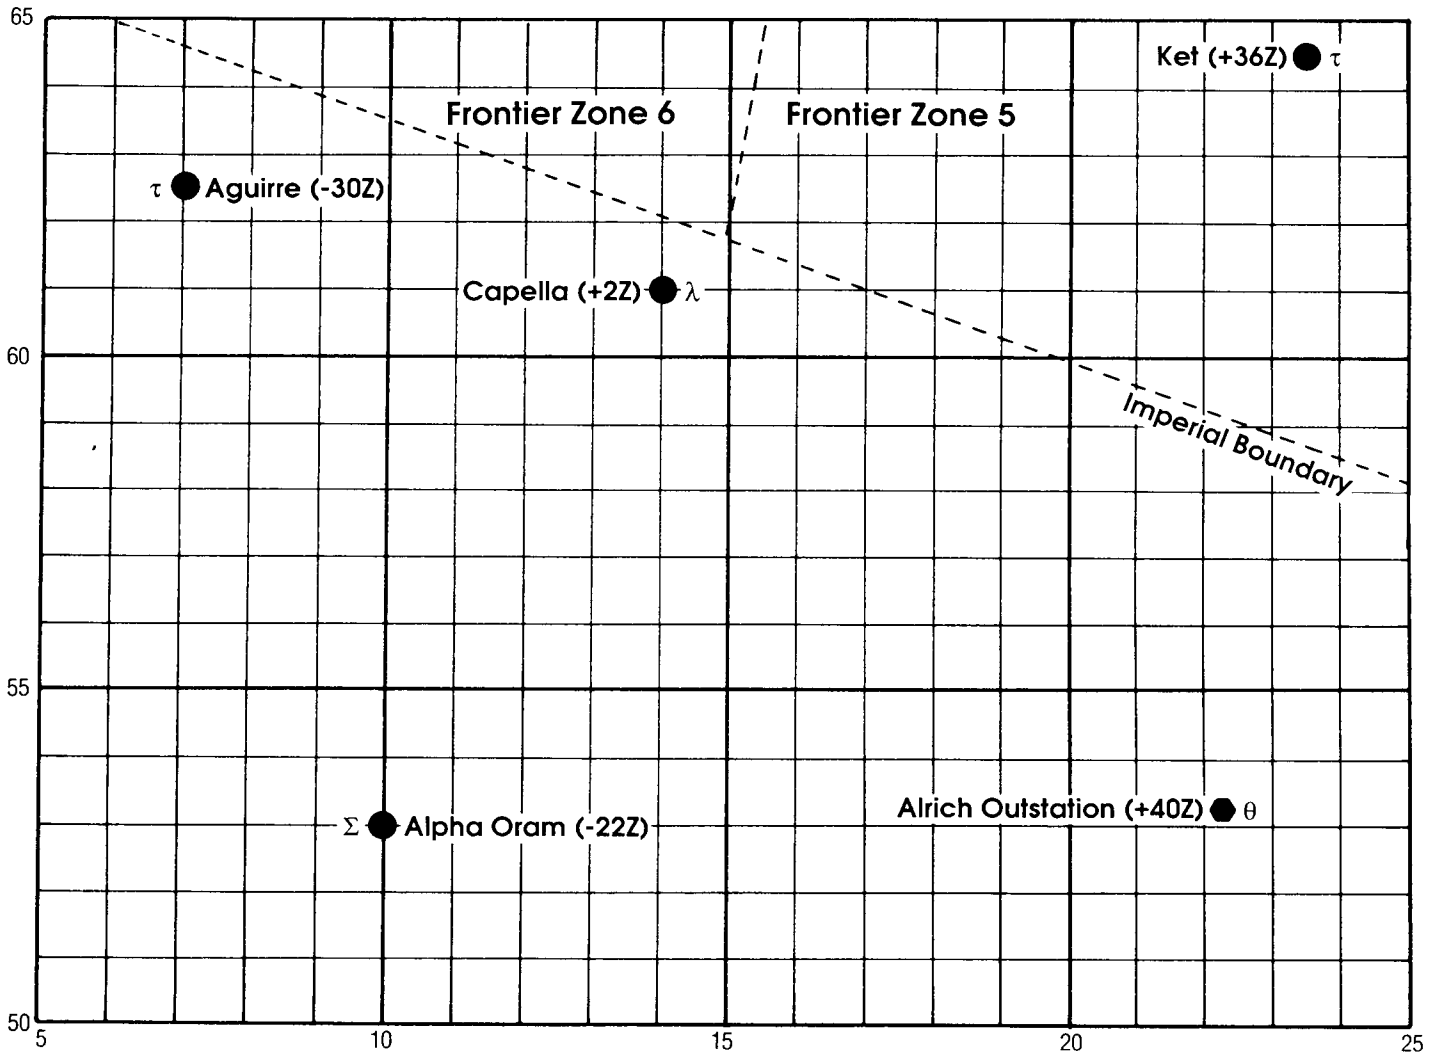 65
Ket (+36Z) τ
Frontier Zone 6
Frontier Zone 5
τ Aguirre (-30Z)
Capella (+2Z) λ
60
Imperial Boundary
55
Alrich Outstation (+40Z) θ
Σ Alpha Oram (-22Z)
50
5 10 15 20 25